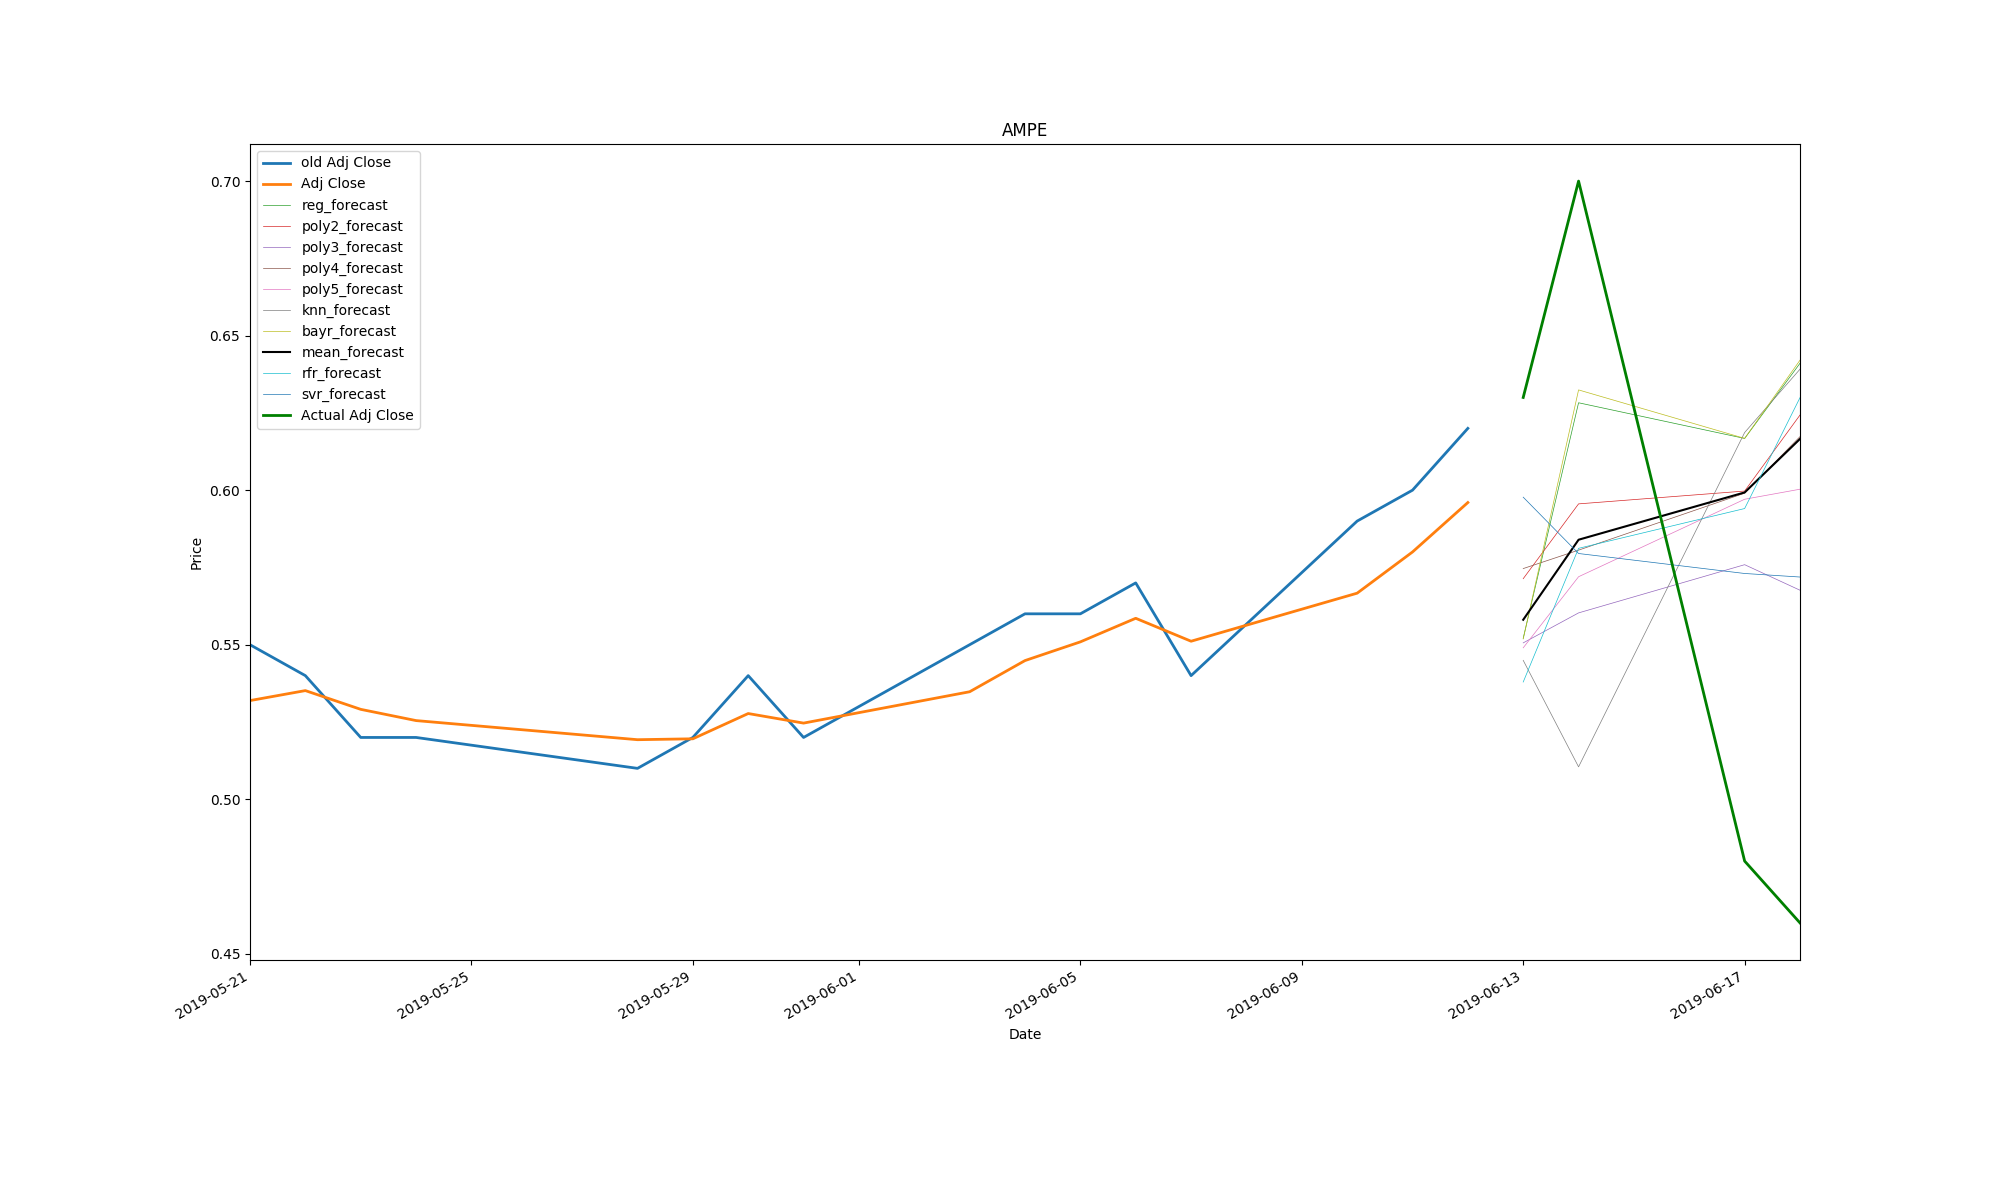 AMPE
old Adj Close
Adj Close
reg_forecast
poly2_forecast
poly3_forecast
poly4_forecast
poly5_forecast
knn_forecast
bayr_forecast
mean_forecast
rfr_forecast
svr_forecast
Actual Adj Close
0.70
0.65
0.60
0.55
0.50
0.45
Price
2019-05-21
2019-05-25
2019-05-29
2019-06-01
2019-06-05
2019-06-09
2019-06-13
2019-06-17
Date